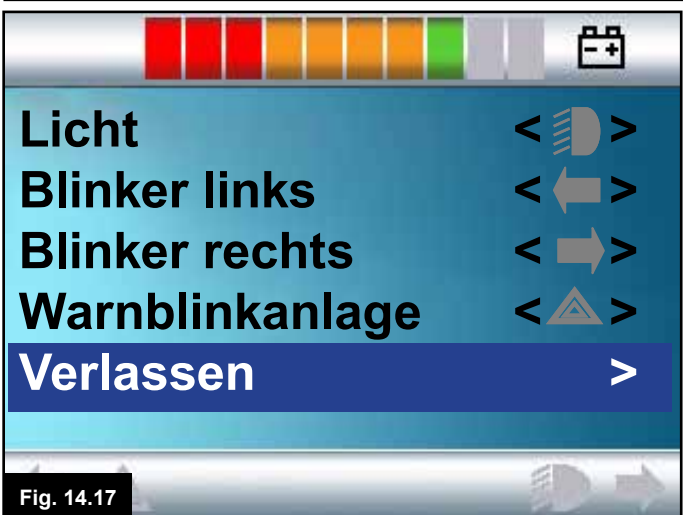 Licht < >
Blinker links < >
Blinker rechts < >
Warnblinkanlage < >
Verlassen >
Fig. 14.17